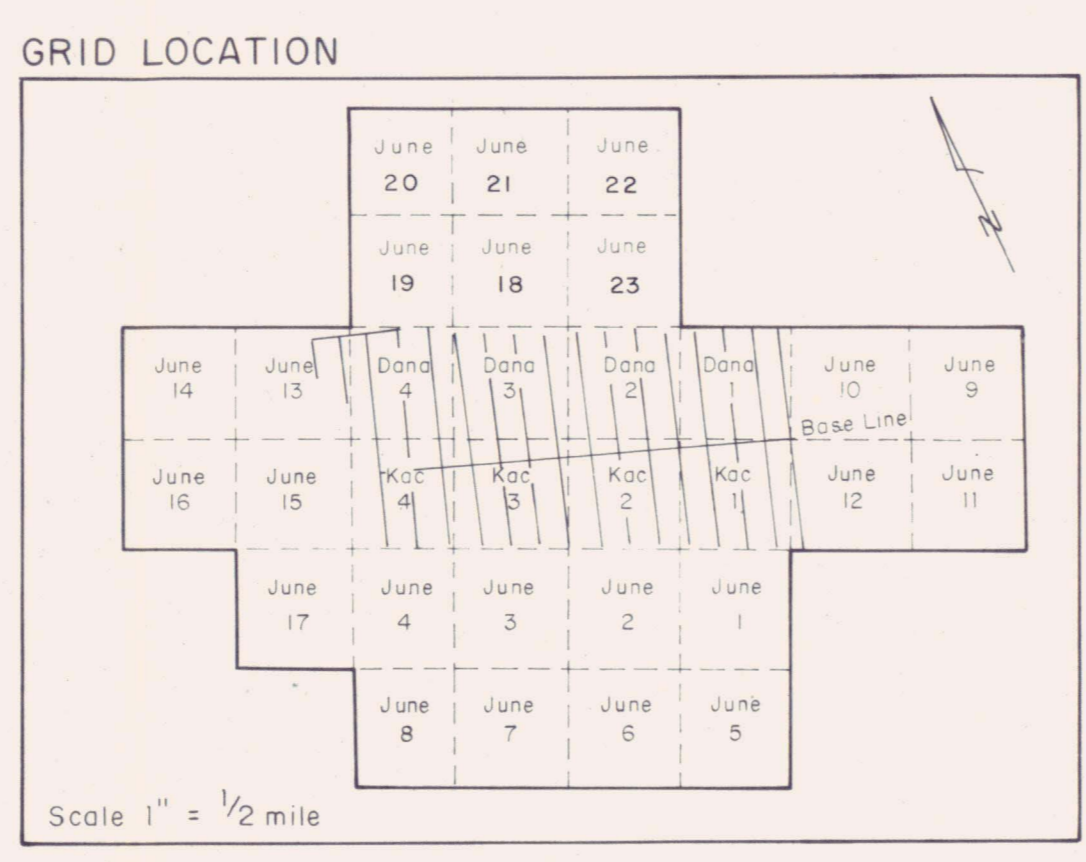 GRID LOCATION
June June June
20 21 22
June June June
19 18 23
N
June June Dana Dana Dana Dana June June
14 13 4 3 2 1 10 9
Base Line
June June Kac Kac Kac Kac June June
16 15 4 3 2 1 12 11
June June June June June
17 4 3 2 1
June June June June
8 7 6 5
Scale 1" = 1/2 mile